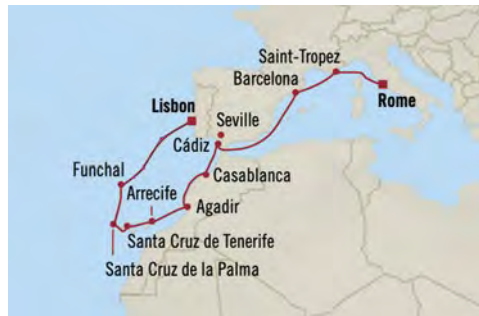 Saint-Tropez
Barcelona
Rome
Lisbon
Seville
Cádiz
Funchal
Casablanca
Arrecife
Agadir
Santa Cruz de Tenerife
Santa Cruz de la Palma